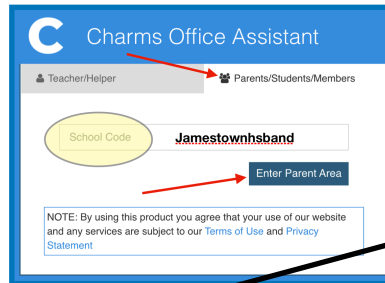 C Charms Office Assistant
Teacher/Helper Parents/Students/Members
School Code Jamestownhsband
Enter Parent Area
NOTE: By using this product you agree that your use of our website
and any services are subject to our Terms of Use and Privacy
Statement